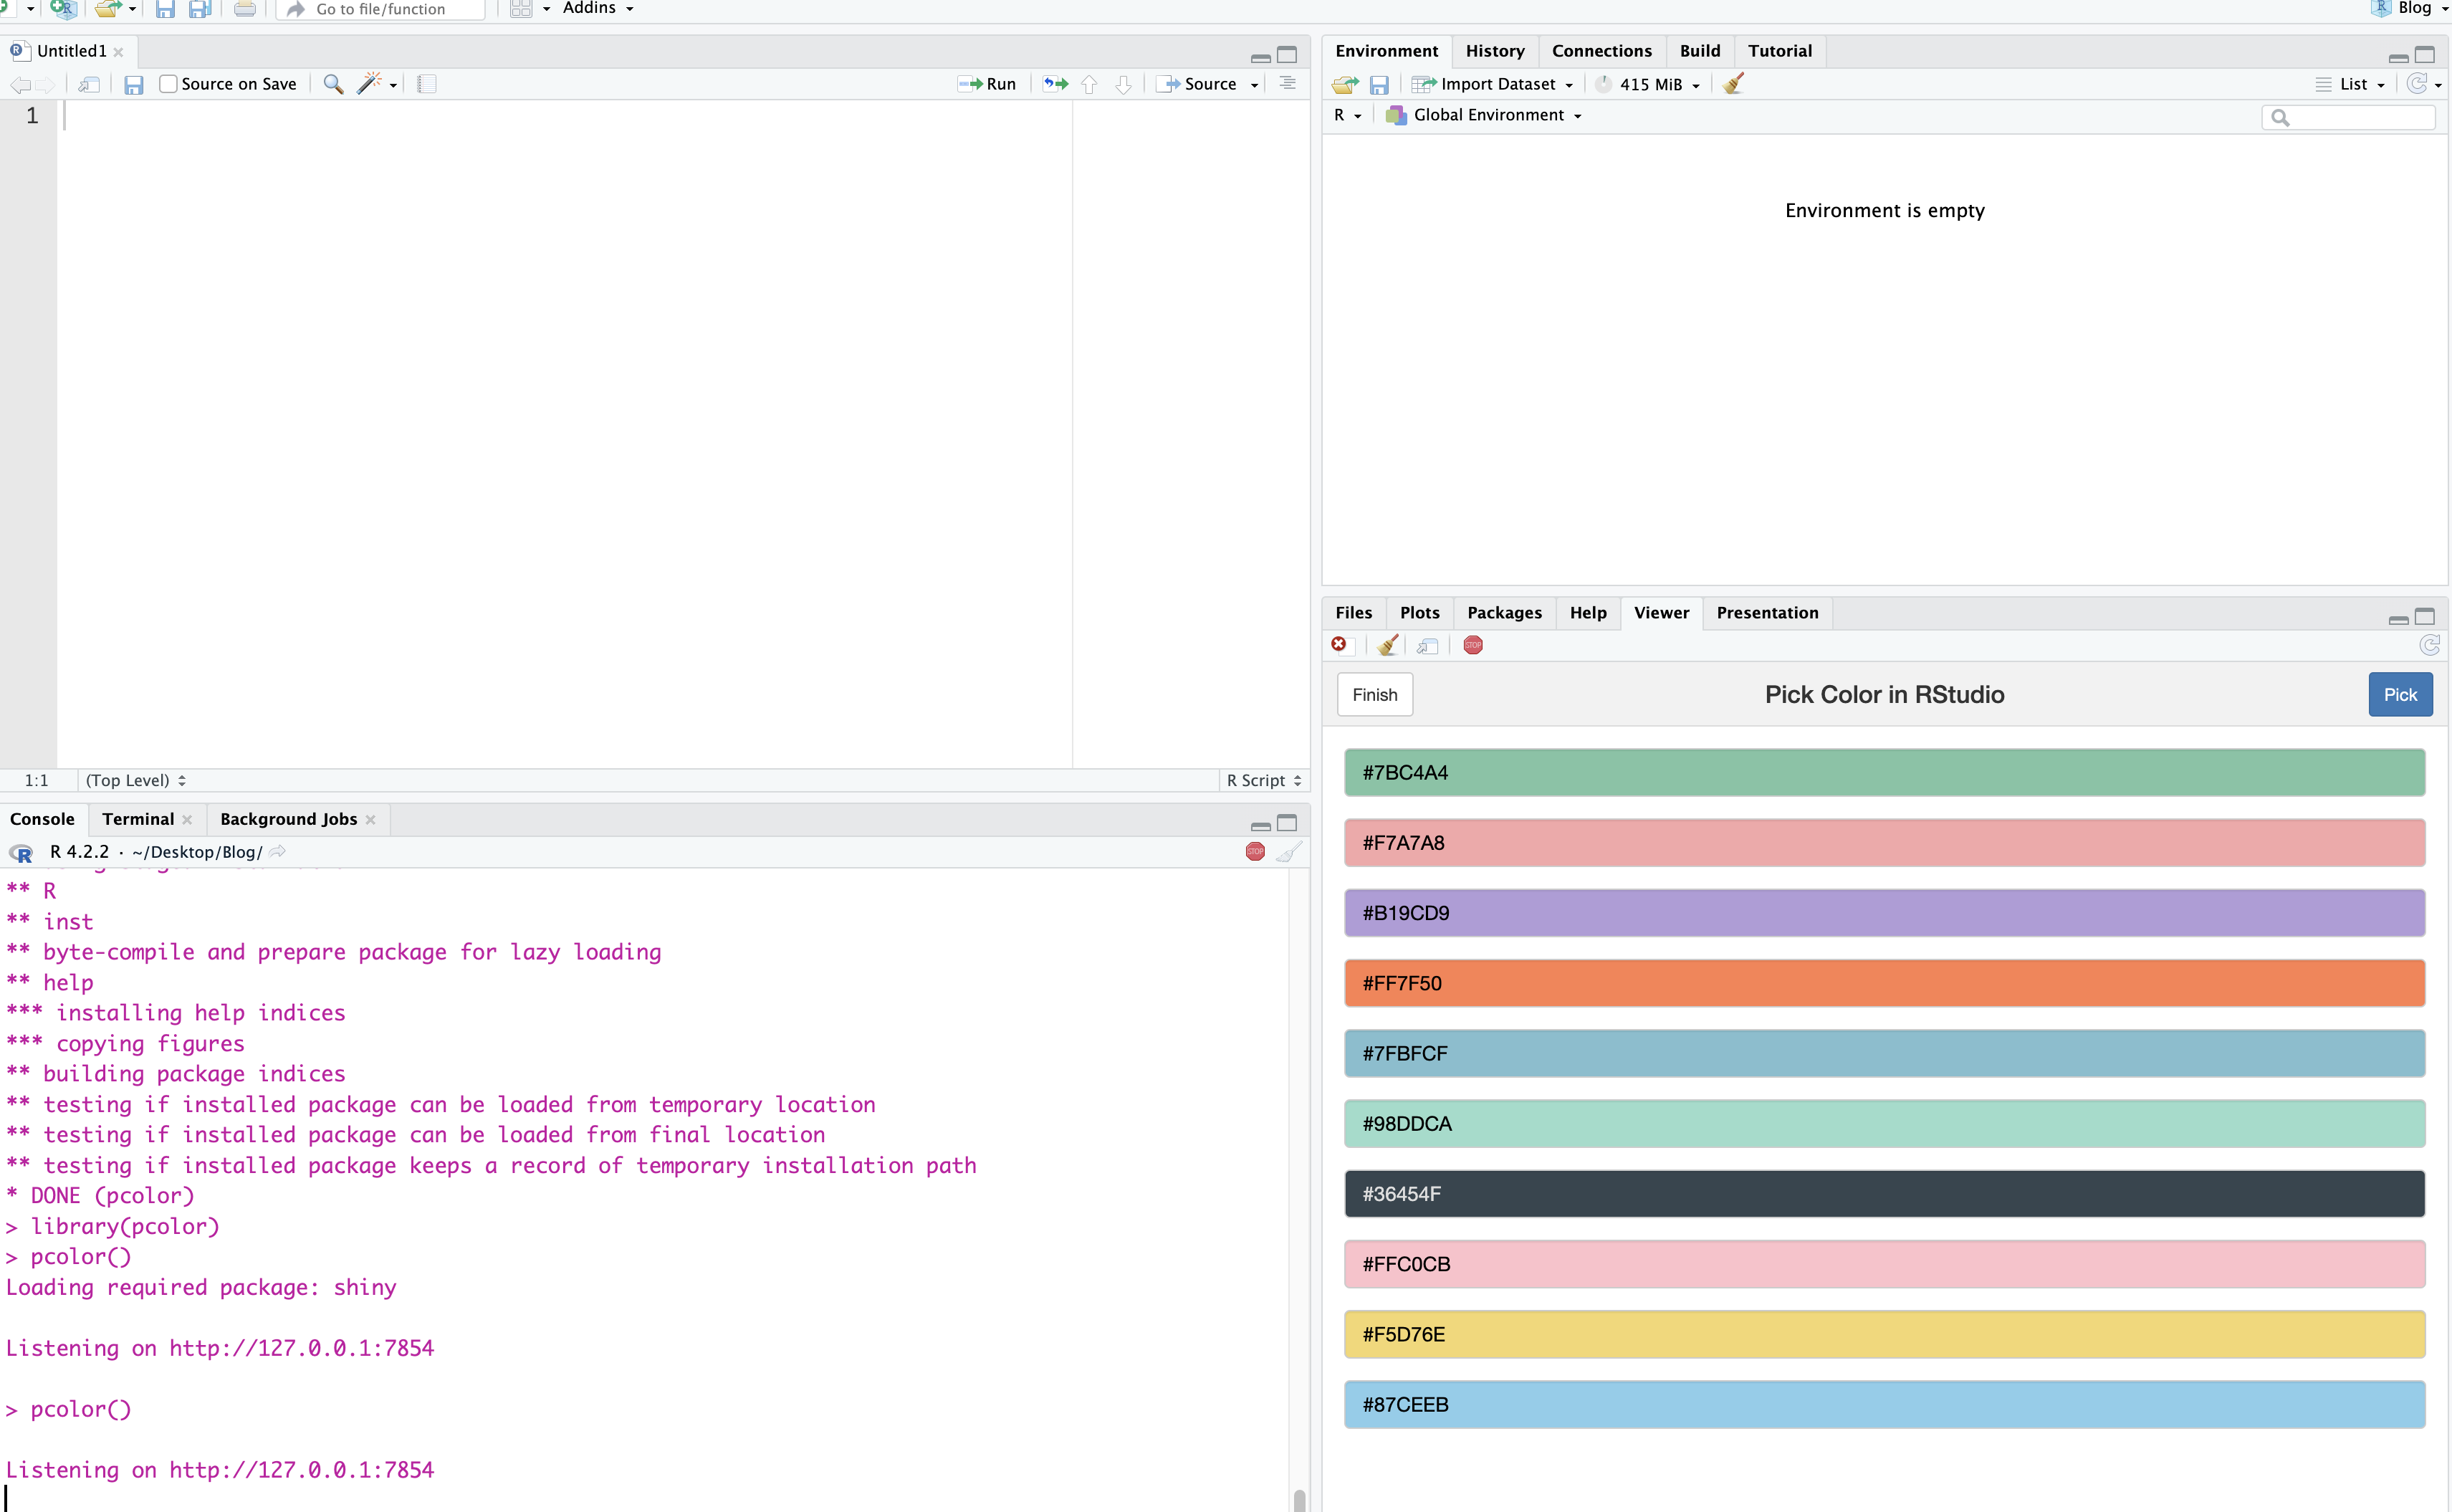 Go to file/function
Addins
Blog
Untitled1
Source on Save
Run
Source
1
1:1
(Top Level)
R Script
Console
Terminal
Background Jobs
R 4.2.2 · ~/Desktop/Blog/
** R
** inst
** byte-compile and prepare package for lazy loading
** help
*** installing help indices
*** copying figures
** building package indices
** testing if installed package can be loaded from temporary location
** testing if installed package can be loaded from final location
** testing if installed package keeps a record of temporary installation path
* DONE (pcolor)
> library(pcolor)
> pcolor()
Loading required package: shiny
Listening on http://127.0.0.1:7854
> pcolor()
Listening on http://127.0.0.1:7854
Environment
History
Connections
Build
Tutorial
Import Dataset
415 MiB
List
R
Global Environment
Environment is empty
Files
Plots
Packages
Help
Viewer
Presentation
STOP
Finish
Pick Color in RStudio
Pick
#7BC4A4
#F7A7A8
#B19CD9
#FF7F50
#7FBFCF
#98DDCA
#36454F
#FFC0CB
#F5D76E
#87CEEB